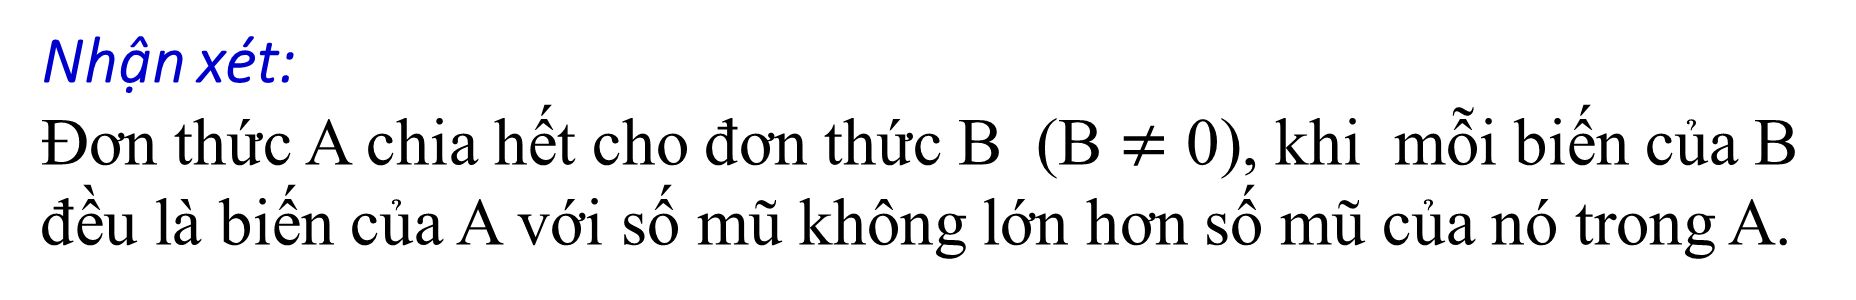 Nhận xét:
Đơn thức A chia hết cho đơn thức B (B ≠ 0), khi mỗi biến của B
đều là biến của A với số mũ không lớn hơn số mũ của nó trong A.